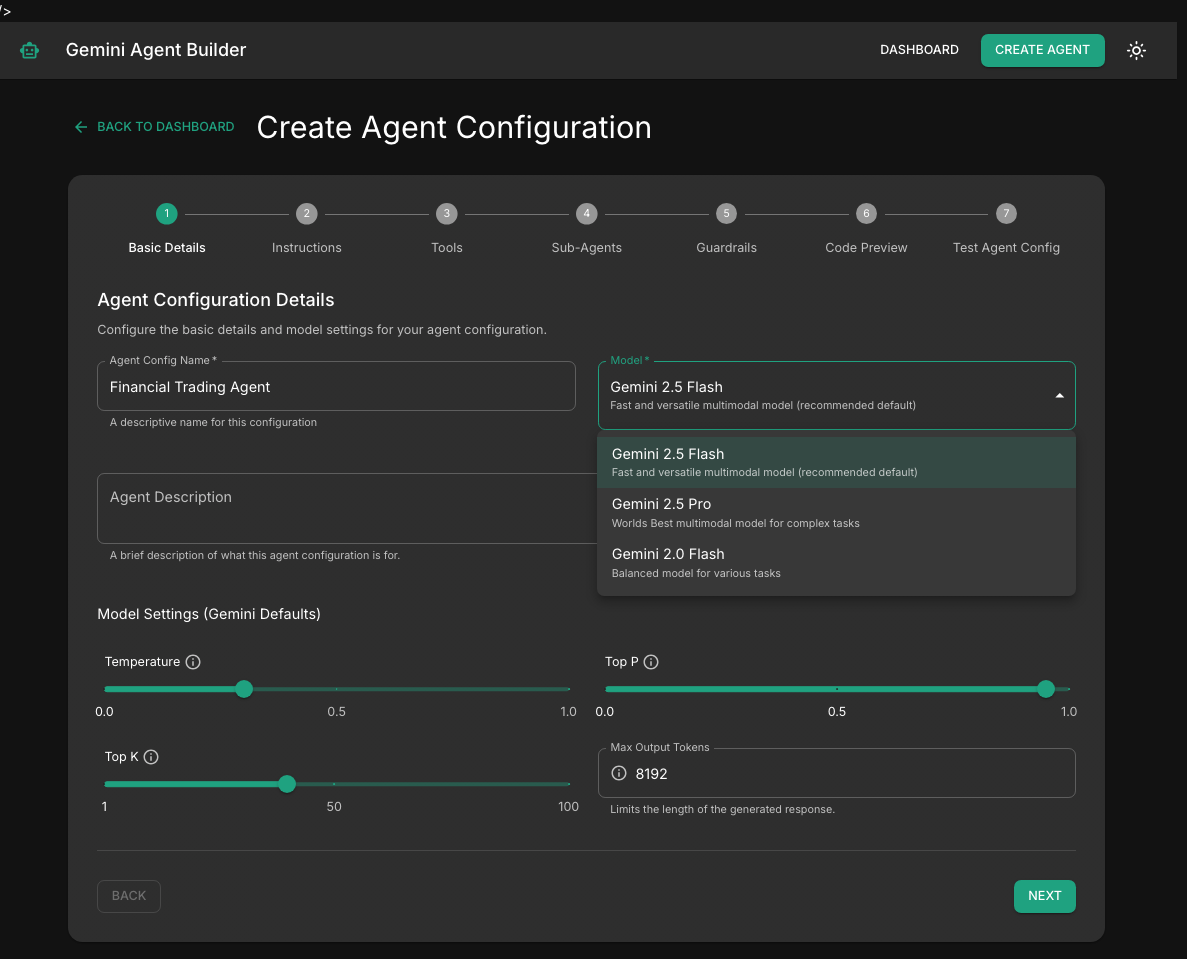 />
Gemini Agent Builder
DASHBOARD
CREATE AGENT
BACK TO DASHBOARD
Create Agent Configuration
1
2
3
4
5
6
7
Basic Details
Instructions
Tools
Sub-Agents
Guardrails
Code Preview
Test Agent Config
Agent Configuration Details
Configure the basic details and model settings for your agent configuration.
Agent Config Name *
Financial Trading Agent
A descriptive name for this configuration
Model *
Gemini 2.5 Flash
Fast and versatile multimodal model (recommended default)
Gemini 2.5 Flash
Fast and versatile multimodal model (recommended default)
Gemini 2.5 Pro
Worlds Best multimodal model for complex tasks
Gemini 2.0 Flash
Balanced model for various tasks
Agent Description
A brief description of what this agent configuration is for.
Model Settings (Gemini Defaults)
Temperature
0.0
0.5
1.0
Top P
0.0
0.5
1.0
Top K
1
50
100
Max Output Tokens
8192
Limits the length of the generated response.
BACK
NEXT